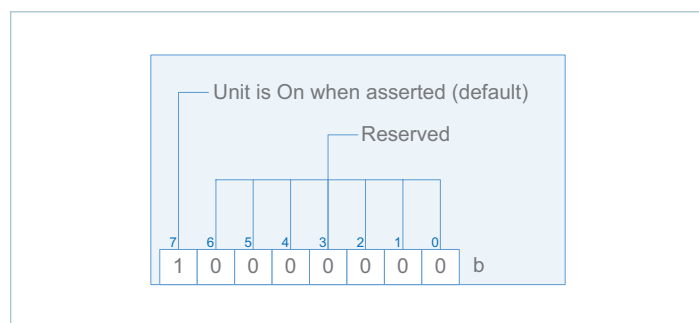 Unit is On when asserted (default)
Reserved
7 6 5 4 3 2 1 0
1 0 0 0 0 0 0 0 b